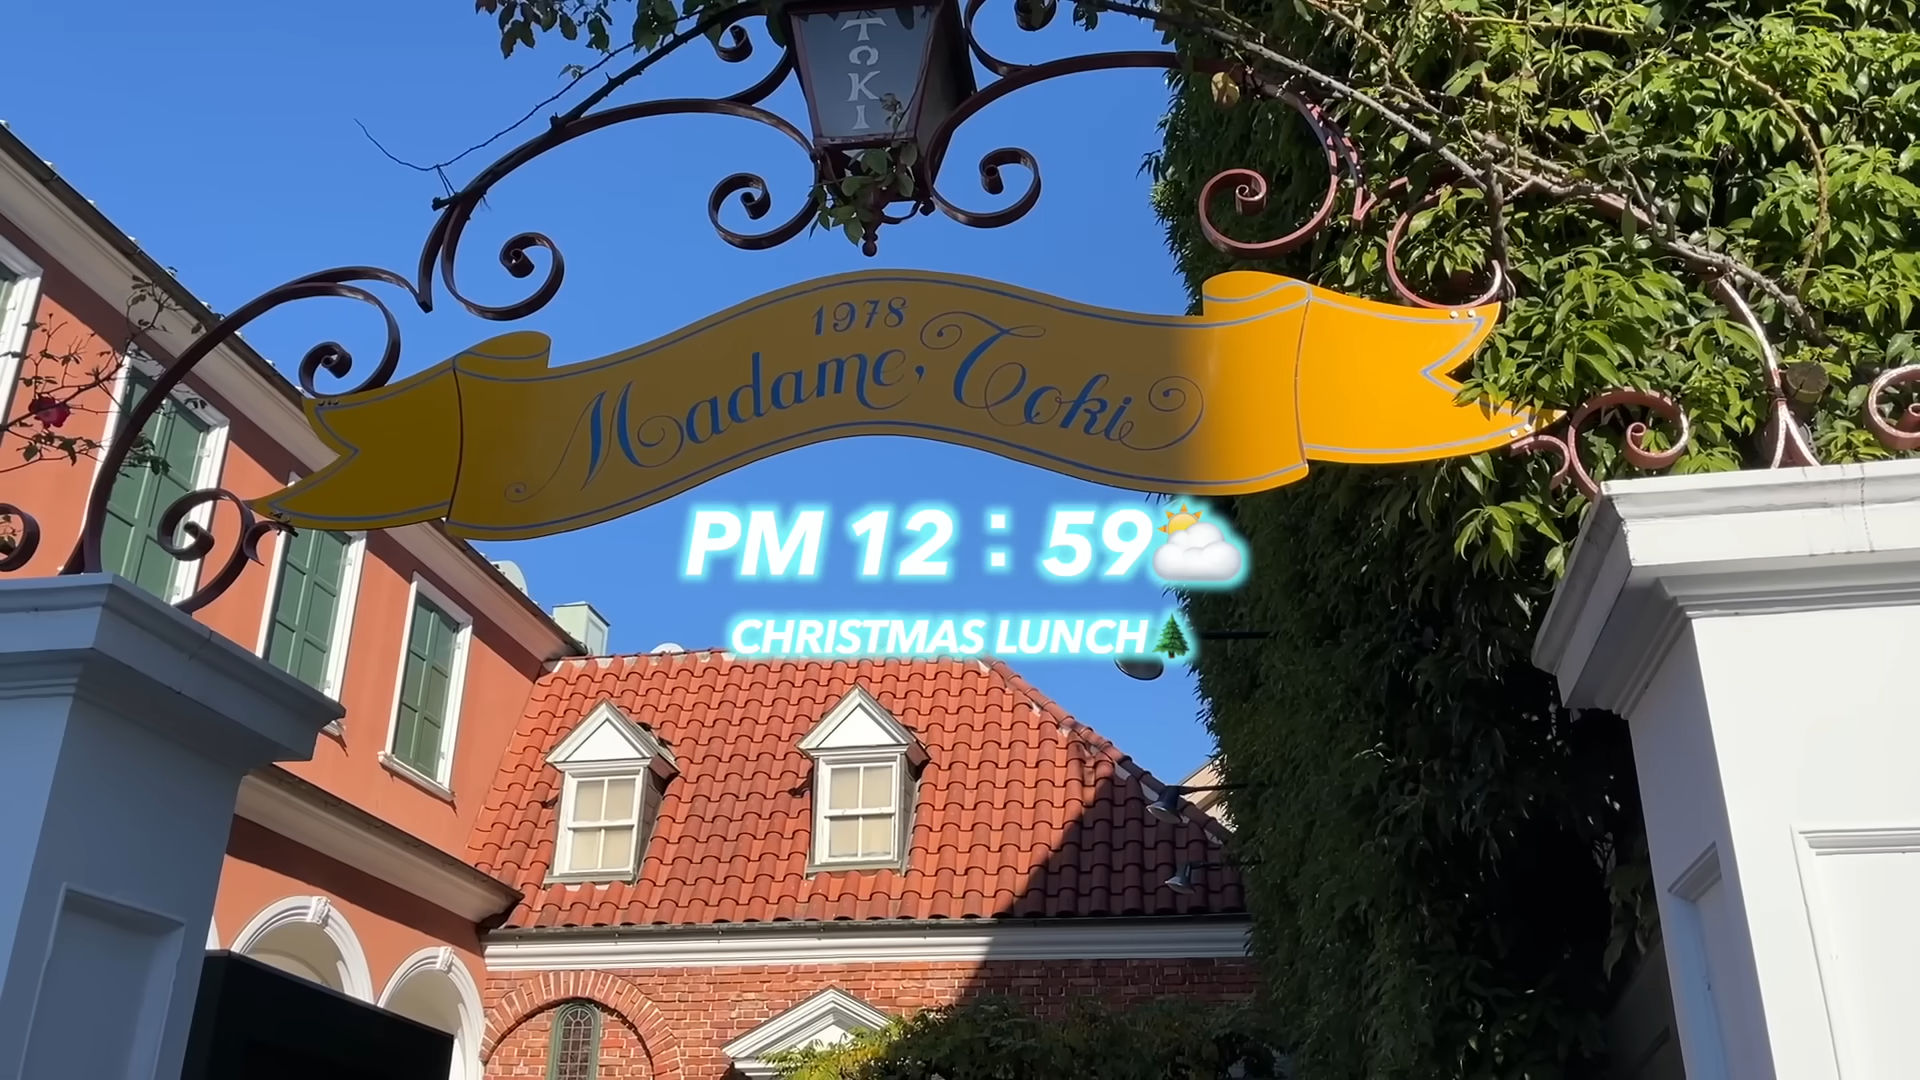 TOKI
1978
Madame, Toki
PM 12：59🌥
CHRISTMAS LUNCH🌲